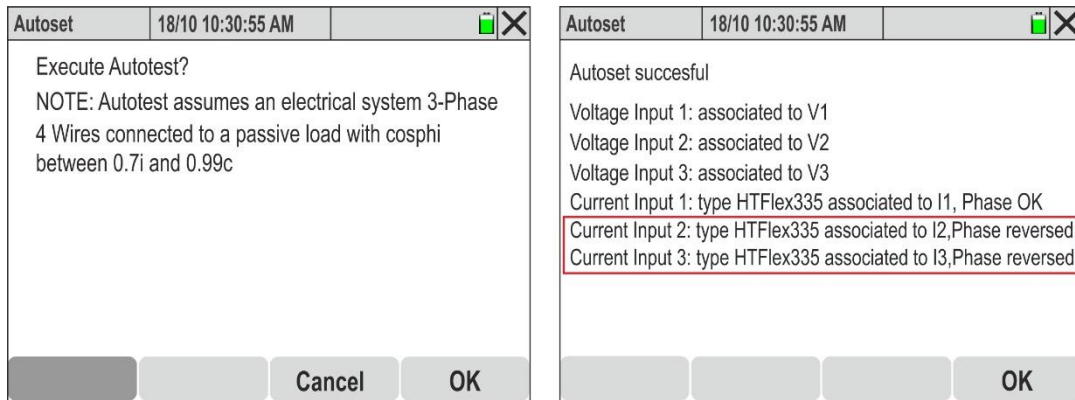 Autoset 18/10 10:30:55 AM
Execute Autotest?
NOTE: Autotest assumes an electrical system 3-Phase
4 Wires connected to a passive load with cosphi
between 0.7i and 0.99c
Cancel OK
Autoset 18/10 10:30:55 AM
Autoset succesful
Voltage Input 1: associated to V1
Voltage Input 2: associated to V2
Voltage Input 3: associated to V3
Current Input 1: type HTFlex335 associated to I1, Phase OK
Current Input 2: type HTFlex335 associated to I2,Phase reversed
Current Input 3: type HTFlex335 associated to I3,Phase reversed
OK